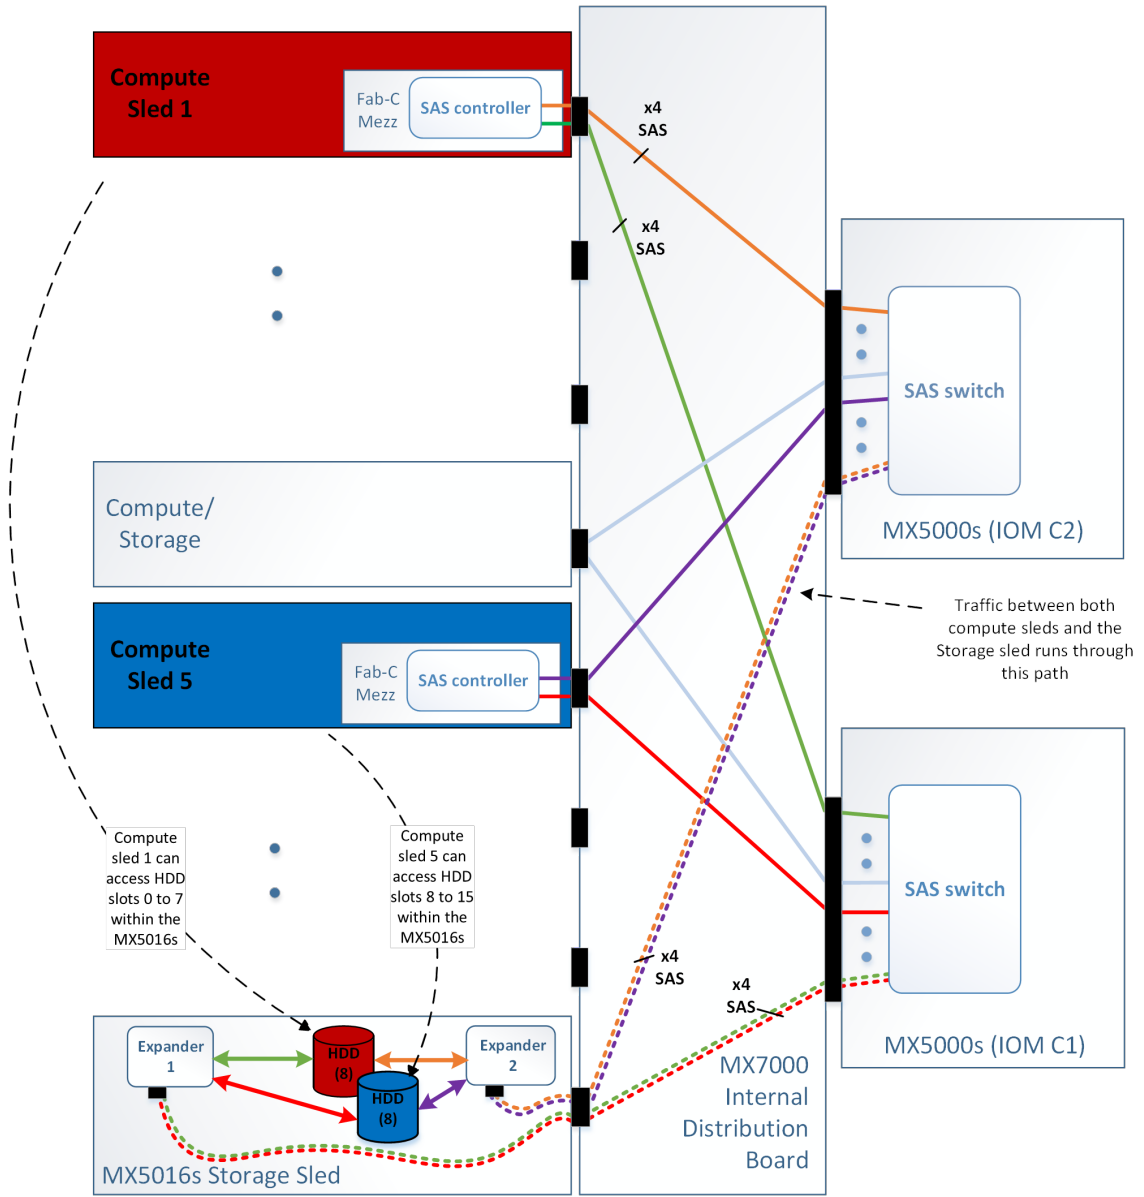 Compute
Sled 1
Fab-C
Mezz
SAS controller
x4
SAS
x4
SAS
SAS switch
MX5000s (IOM C2)
Compute/
Storage
Traffic between both
compute sleds and the
Storage sled runs through
this path
Compute
Sled 5
Fab-C
Mezz
SAS controller
Compute
sled 1 can
access HDD
slots 0 to 7
within the
MX5016s
Compute
sled 5 can
access HDD
slots 8 to 15
within the
MX5016s
SAS switch
MX5000s (IOM C1)
x4
SAS
x4
SAS
Expander
1
HDD
(8)
HDD
(8)
Expander
2
MX5016s Storage Sled
MX7000
Internal
Distribution
Board